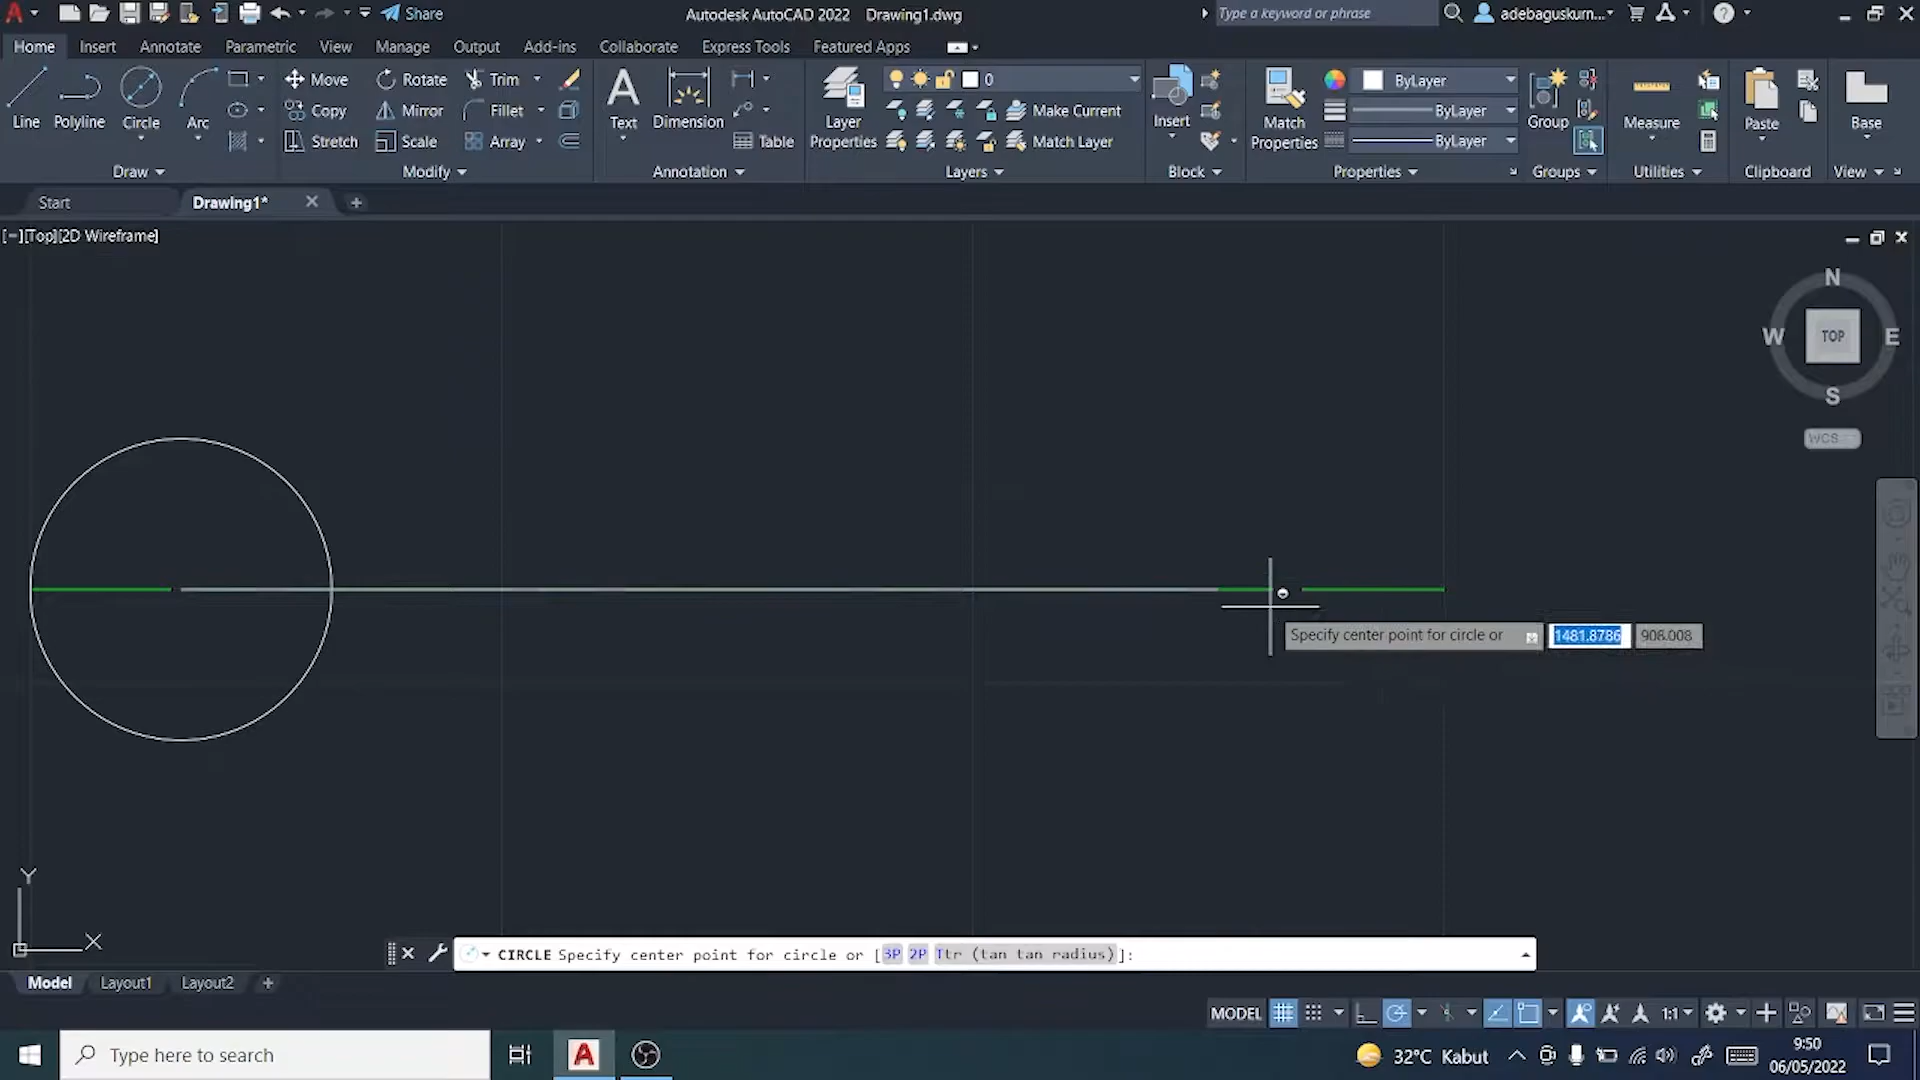 Share
Autodesk AutoCAD 2022 Drawing1.dwg
Type a keyword or phrase
adebaguskurn...
Home Insert Annotate Parametric View Manage Output Add-ins Collaborate Express Tools Featured Apps
Line Polyline Circle Arc
Move Rotate Trim
Copy Mirror Fillet
Stretch Scale Array
Text Dimension Table
Layer Properties
0
Make Current
Match Layer
Insert
Match Properties
ByLayer
ByLayer
ByLayer
Group
Measure
Paste
Base
Draw Modify Annotation Layers Block Properties Groups Utilities Clipboard View
Start Drawing1*
[−][Top][2D Wireframe]
N
W TOP E
S
WCS
Specify center point for circle or 1481.8786 908.008
Y
X
CIRCLE Specify center point for circle or [3P 2P Ttr (tan tan radius)]:
Model Layout1 Layout2 +
MODEL 1:1
Type here to search
A
32°C Kabut
9:50
06/05/2022